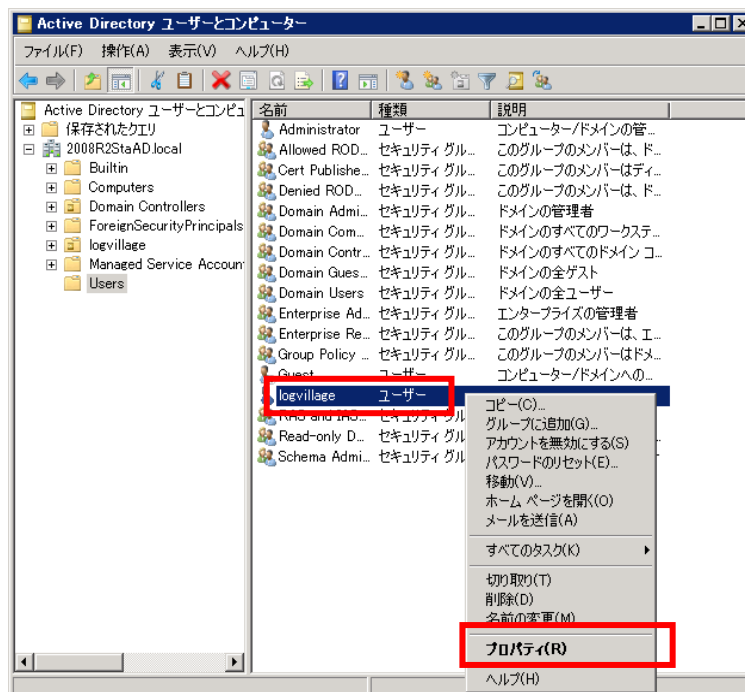 Active Directory ユーザーとコンピューター
ファイル(F) 操作(A) 表示(V) ヘルプ(H)
Active Directory ユーザーとコンピュ
保存されたクエリ
2008R2StaAD.local
Builtin
Computers
Domain Controllers
ForeignSecurityPrincipals
logvillage
Managed Service Accoun
Users
名前 種類 説明
Administrator ユーザー コンピューター/ドメインの管...
Allowed ROD... セキュリティ グル... このグループのメンバーは、ド...
Cert Publishe... セキュリティ グル... このグループのメンバーはディ...
Denied ROD... セキュリティ グル... このグループのメンバーは、ド...
Domain Admi... セキュリティ グル... ドメインの管理者
Domain Com... セキュリティ グル... ドメインのすべてのワークステ...
Domain Contr... セキュリティ グル... ドメインのすべてのドメイン コ...
Domain Gues... セキュリティ グル... ドメインの全ゲスト
Domain Users セキュリティ グル... ドメインの全ユーザー
Enterprise Ad... セキュリティ グル... エンタープライズの管理者
Enterprise Re... セキュリティ グル... このグループのメンバーは、エ...
Group Policy ... セキュリティ グル... このグループのメンバーはドメ...
Guest ユーザー コンピューター/ドメインへの...
logvillage ユーザー
RAS and IAS... セキュリティ グル
Read-only D... セキュリティ グル
Schema Admi... セキュリティ グル
コピー(C)...
グループに追加(G)...
アカウントを無効にする(S)
パスワードのリセット(E)...
移動(V)...
ホーム ページを開く(O)
メールを送信(A)
すべてのタスク(K)
切り取り(T)
削除(D)
名前の変更(M)
プロパティ(R)
ヘルプ(H)